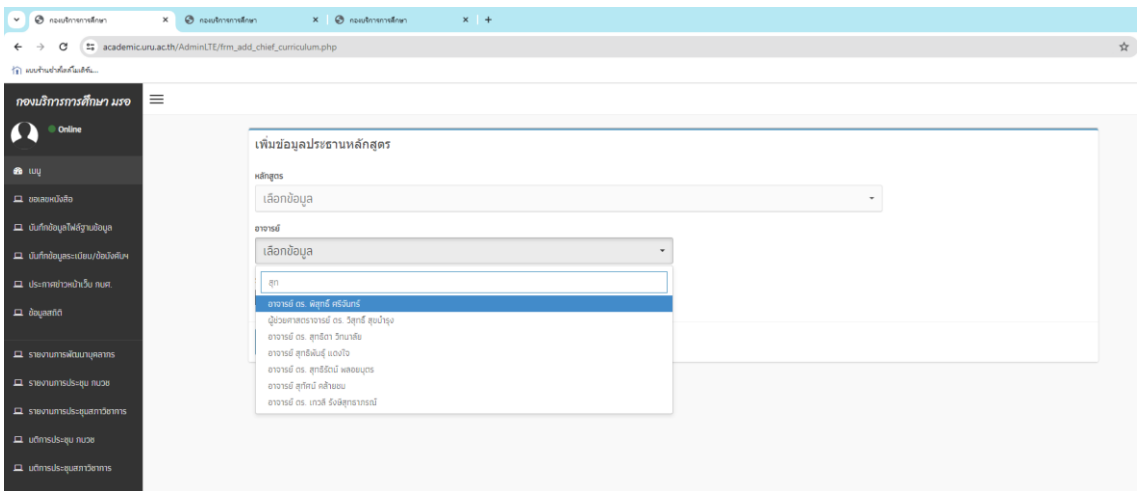 กองบริการการศึกษา
กองบริการการศึกษา
กองบริการการศึกษา
academic.uru.ac.th/AdminLTE/frm_add_chief_curriculum.php
กองบริการการศึกษา มรอ
Online
เมนู
ขอเลขหนังสือ
บันทึกข้อมูลไฟล์ฐานข้อมูล
บันทึกข้อมูลระเบียบ/ข้อบังคับฯ
ประกาศข่าวหน้าเว็บ กบศ.
ข้อมูลสถิติ
รายงานการพัฒนาบุคลากร
รายงานการประชุม กบวช
รายงานการประชุมสภาวิชาการ
มติการประชุม กบวช
มติการประชุมสภาวิชาการ
เพิ่มข้อมูลประธานหลักสูตร
หลักสูตร
เลือกข้อมูล
อาจารย์
เลือกข้อมูล
สุท
อาจารย์ ดร. พิสุทธิ์ ศรีจันทร์
ผู้ช่วยศาสตราจารย์ ดร. วิสุทธิ์ สุขบำรุง
อาจารย์ ดร. สุทธิดา วิทนาลัย
อาจารย์ สุทธิพันธุ์ แดงใจ
อาจารย์ ดร. สุทธิรัตน์ พลอยบุตร
อาจารย์ สุทัศน์ คล้ายชม
อาจารย์ ดร. เทวสี รังษิสุทธาภรณ์